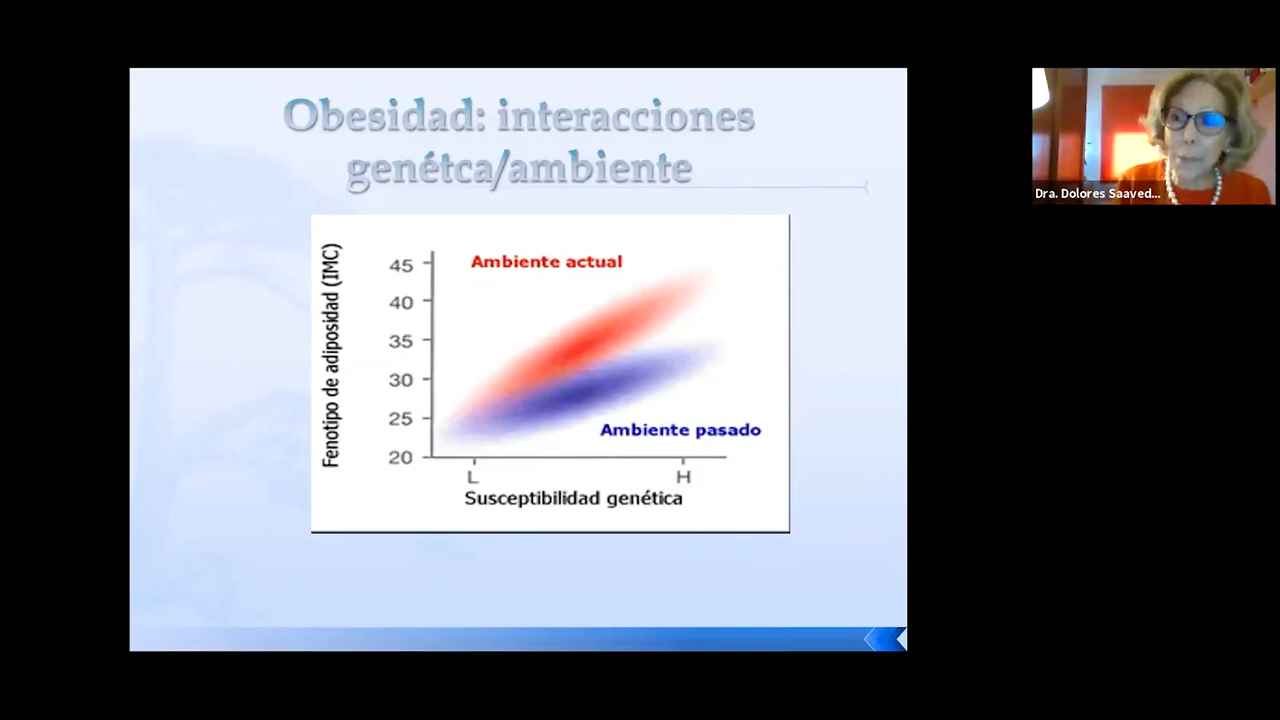 Obesidad: interacciones
genétca/ambiente
Fenotipo de adiposidad (IMC)
45
40
35
30
25
20
Ambiente actual
Ambiente pasado
L
H
Susceptibilidad genética
Dra. Dolores Saaved...